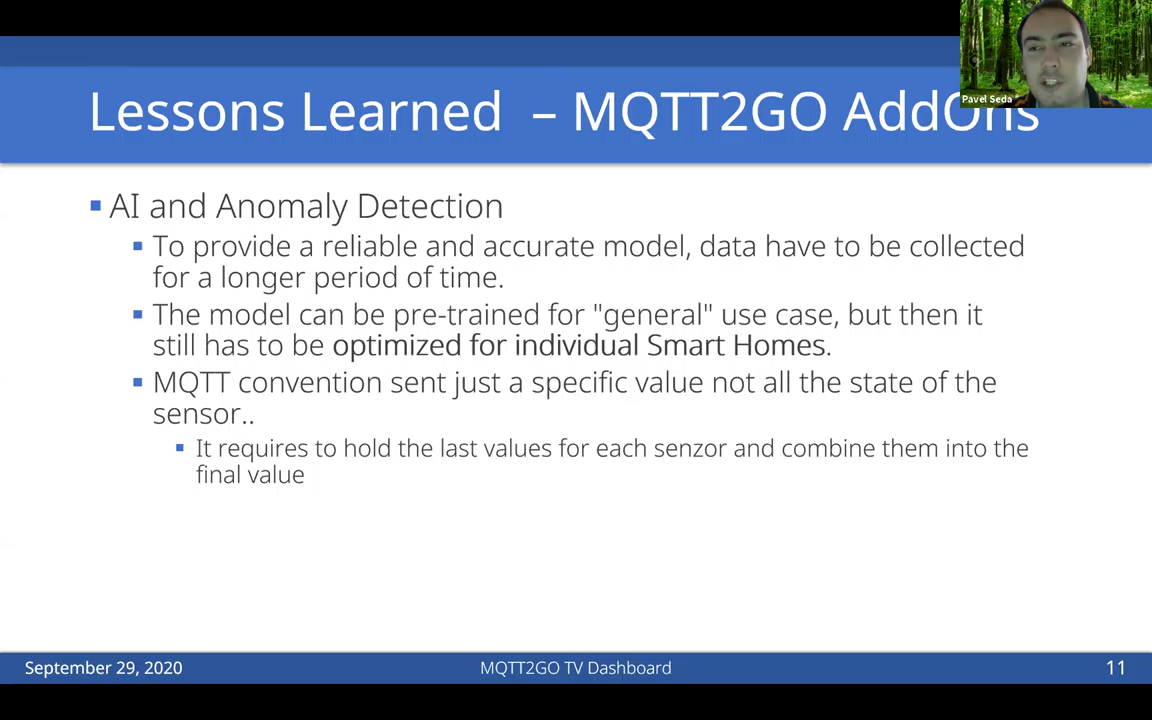 Lessons Learned – MQTT2GO AddOns
Pavel Seda
AI and Anomaly Detection
To provide a reliable and accurate model, data have to be collected
for a longer period of time.
The model can be pre-trained for "general" use case, but then it
still has to be optimized for individual Smart Homes.
MQTT convention sent just a specific value not all the state of the
sensor..
It requires to hold the last values for each senzor and combine them into the
final value
September 29, 2020
MQTT2GO TV Dashboard
11